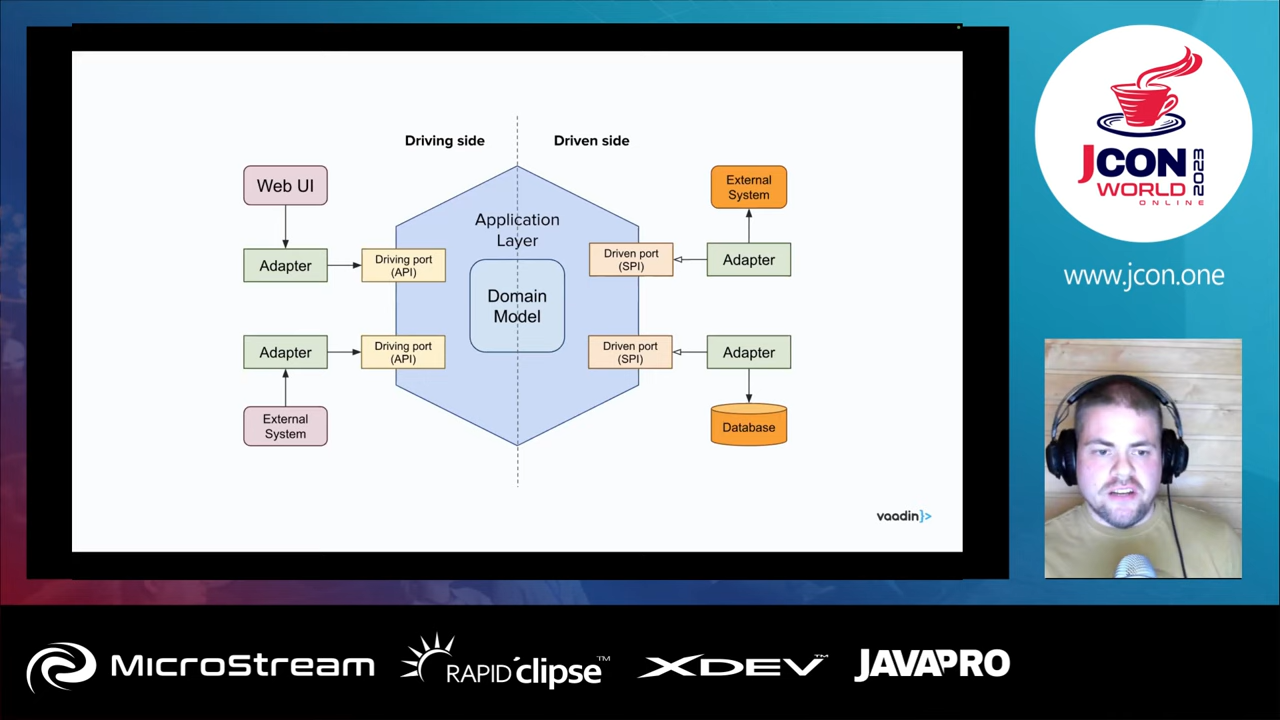 Driving side
Driven side
Web UI
External
System
Application
Layer
Adapter
Driving port
(API)
Driven port
(SPI)
Adapter
Domain
Model
Adapter
Driving port
(API)
Driven port
(SPI)
Adapter
External
System
Database
vaadin}>
JCON
WORLD
ONLINE
2023
www.jcon.one
MicroStream
RAPID'clipse™
XDEV™
JAVAPRO